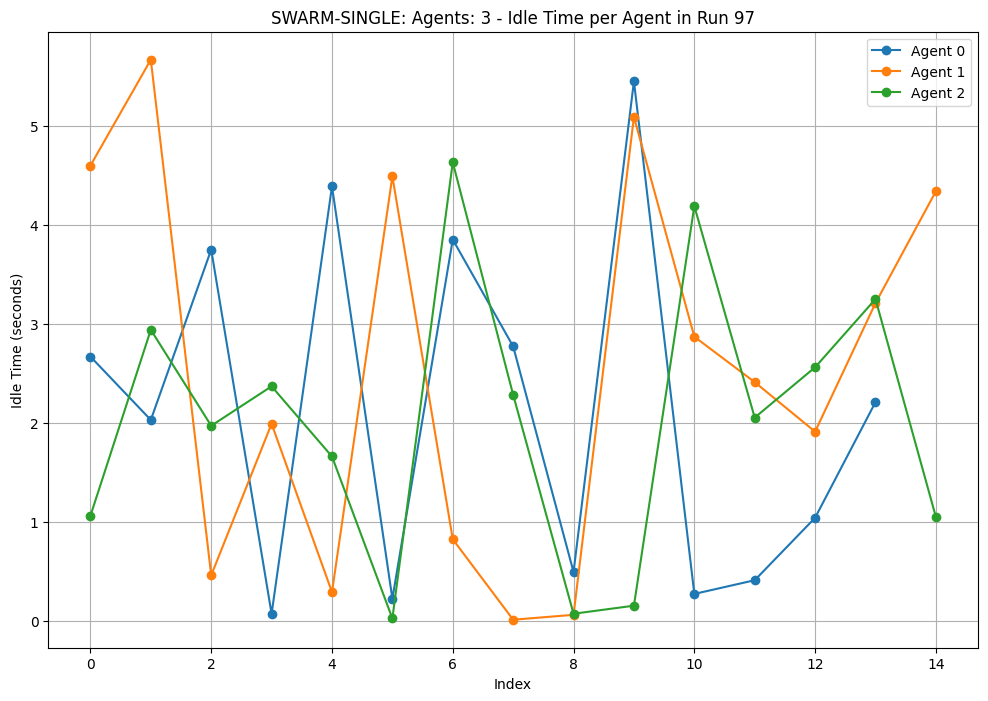 SWARM-SINGLE: Agents: 3 - Idle Time per Agent in Run 97
Agent 0
Agent 1
Agent 2
Idle Time (seconds)
5
4
3
2
1
0
0 2 4 6 8 10 12 14
Index